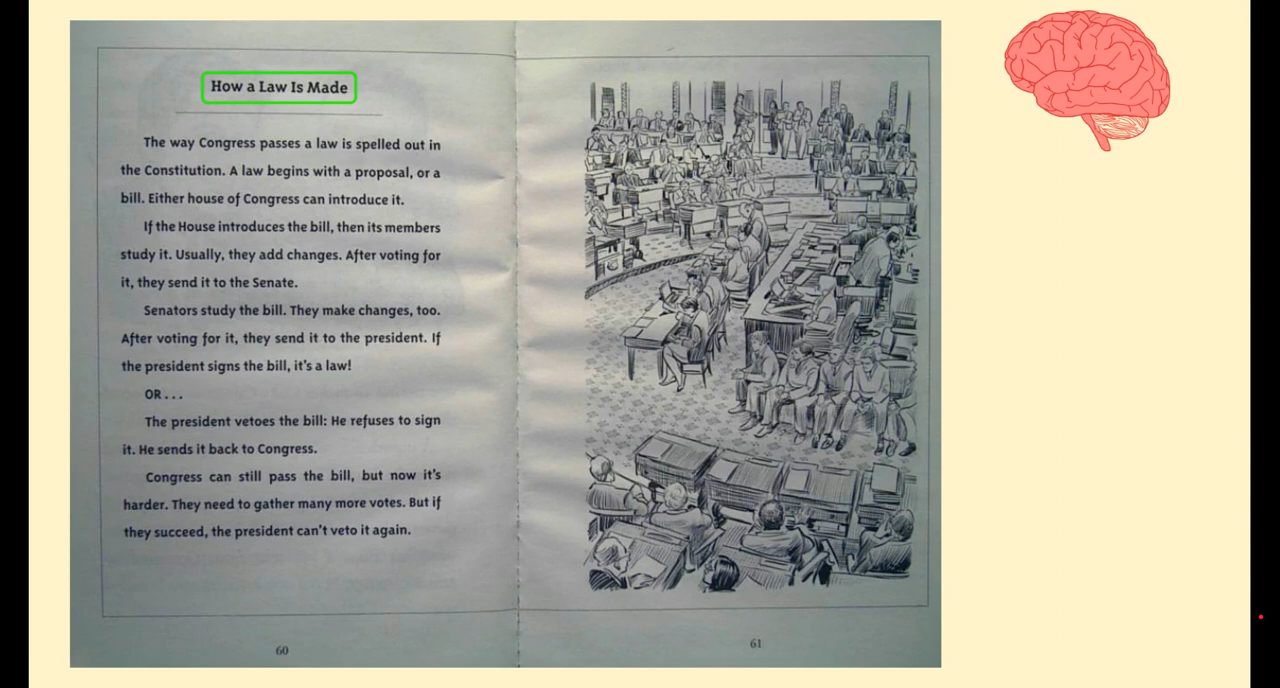 How a Law Is Made
The way Congress passes a law is spelled out in
the Constitution. A law begins with a proposal, or a
bill. Either house of Congress can introduce it.
If the House introduces the bill, then its members
study it. Usually, they add changes. After voting for
it, they send it to the Senate.
Senators study the bill. They make changes, too.
After voting for it, they send it to the president. If
the president signs the bill, it's a law!
OR...
The president vetoes the bill: He refuses to sign
it. He sends it back to Congress.
Congress can still pass the bill, but now it's
harder. They need to gather many more votes. But if
they succeed, the president can't veto it again.
60
61